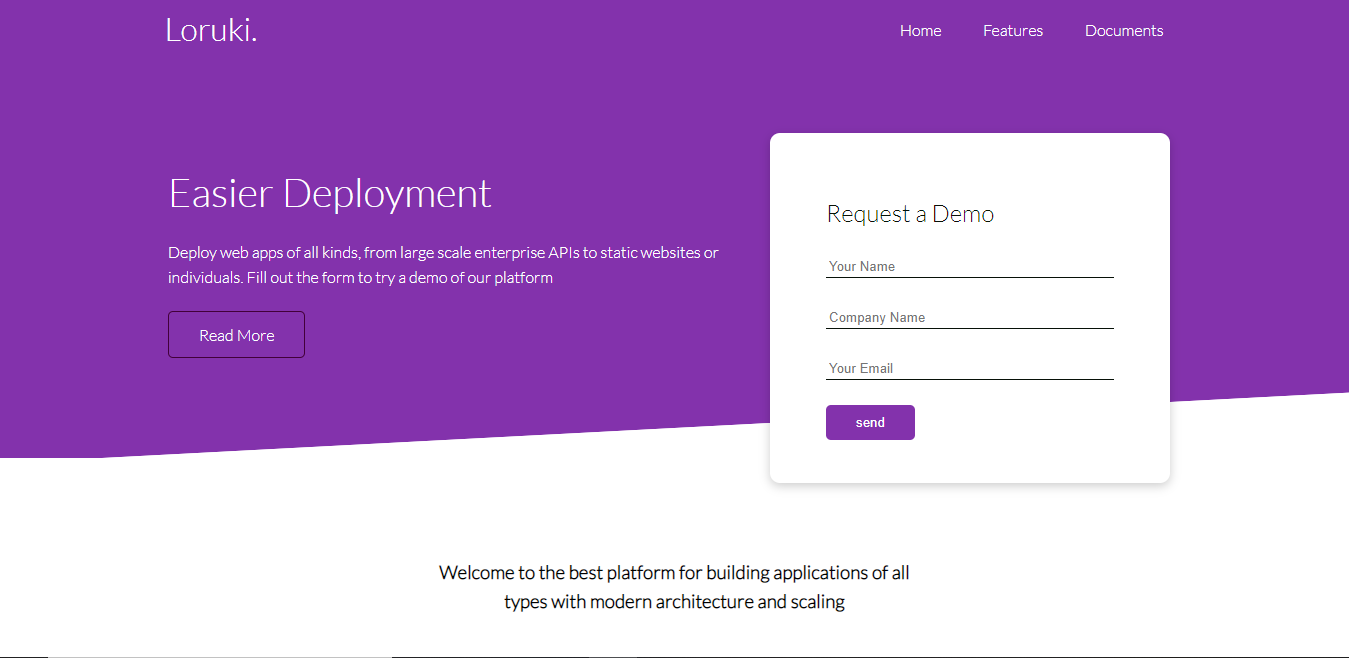 Loruki.
Home Features Documents
Easier Deployment
Deploy web apps of all kinds, from large scale enterprise APIs to static websites or
individuals. Fill out the form to try a demo of our platform
Read More
Request a Demo
Your Name
Company Name
Your Email
send
Welcome to the best platform for building applications of all
types with modern architecture and scaling